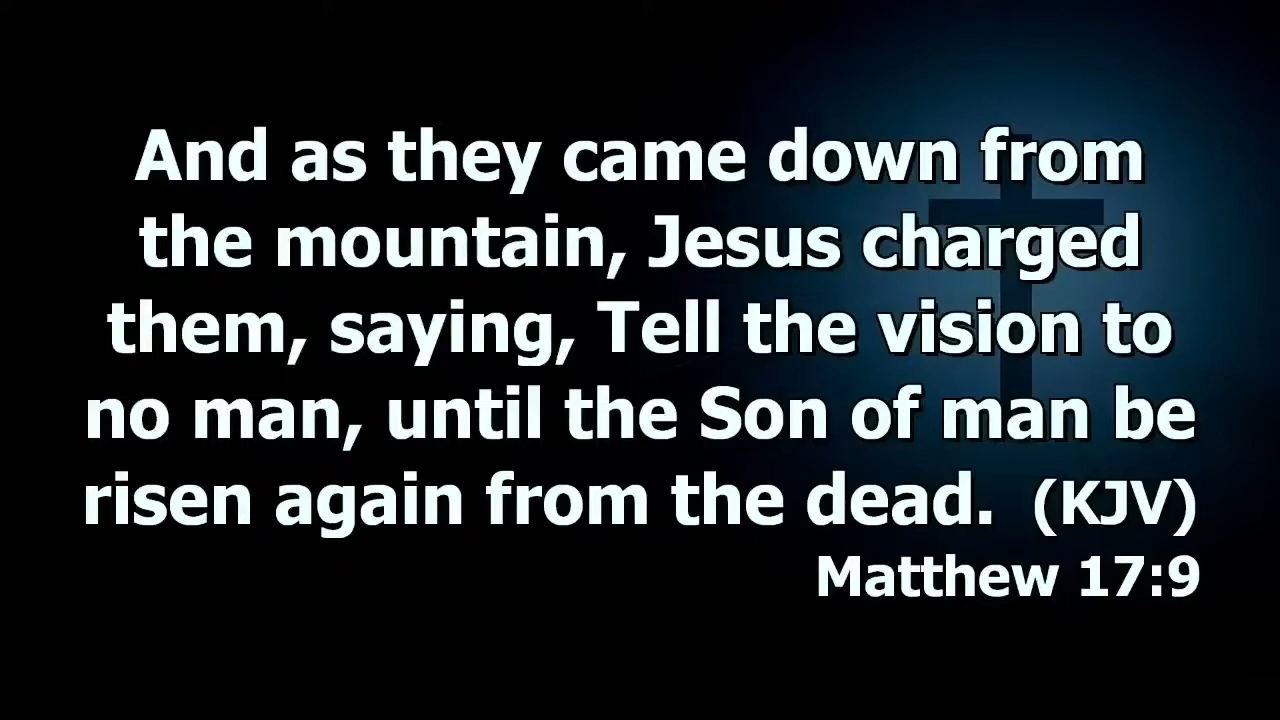 And as they came down from
the mountain, Jesus charged
them, saying, Tell the vision to
no man, until the Son of man be
risen again from the dead.  (KJV)
Matthew 17:9